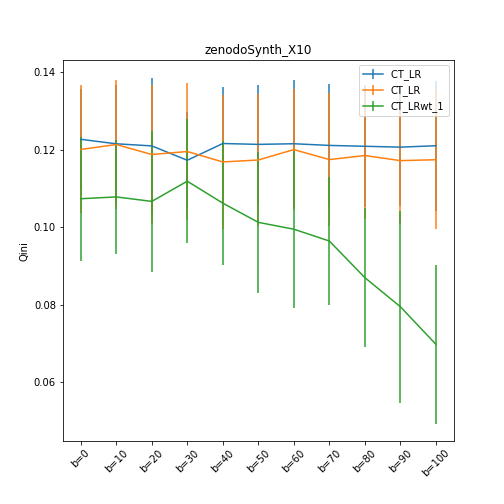 zenodoSynth_X10
CT_LR
CT_LR
CT_LRwt_1
Qini
0.14
0.12
0.10
0.08
0.06
b=0
b=10
b=20
b=30
b=40
b=50
b=60
b=70
b=80
b=90
b=100